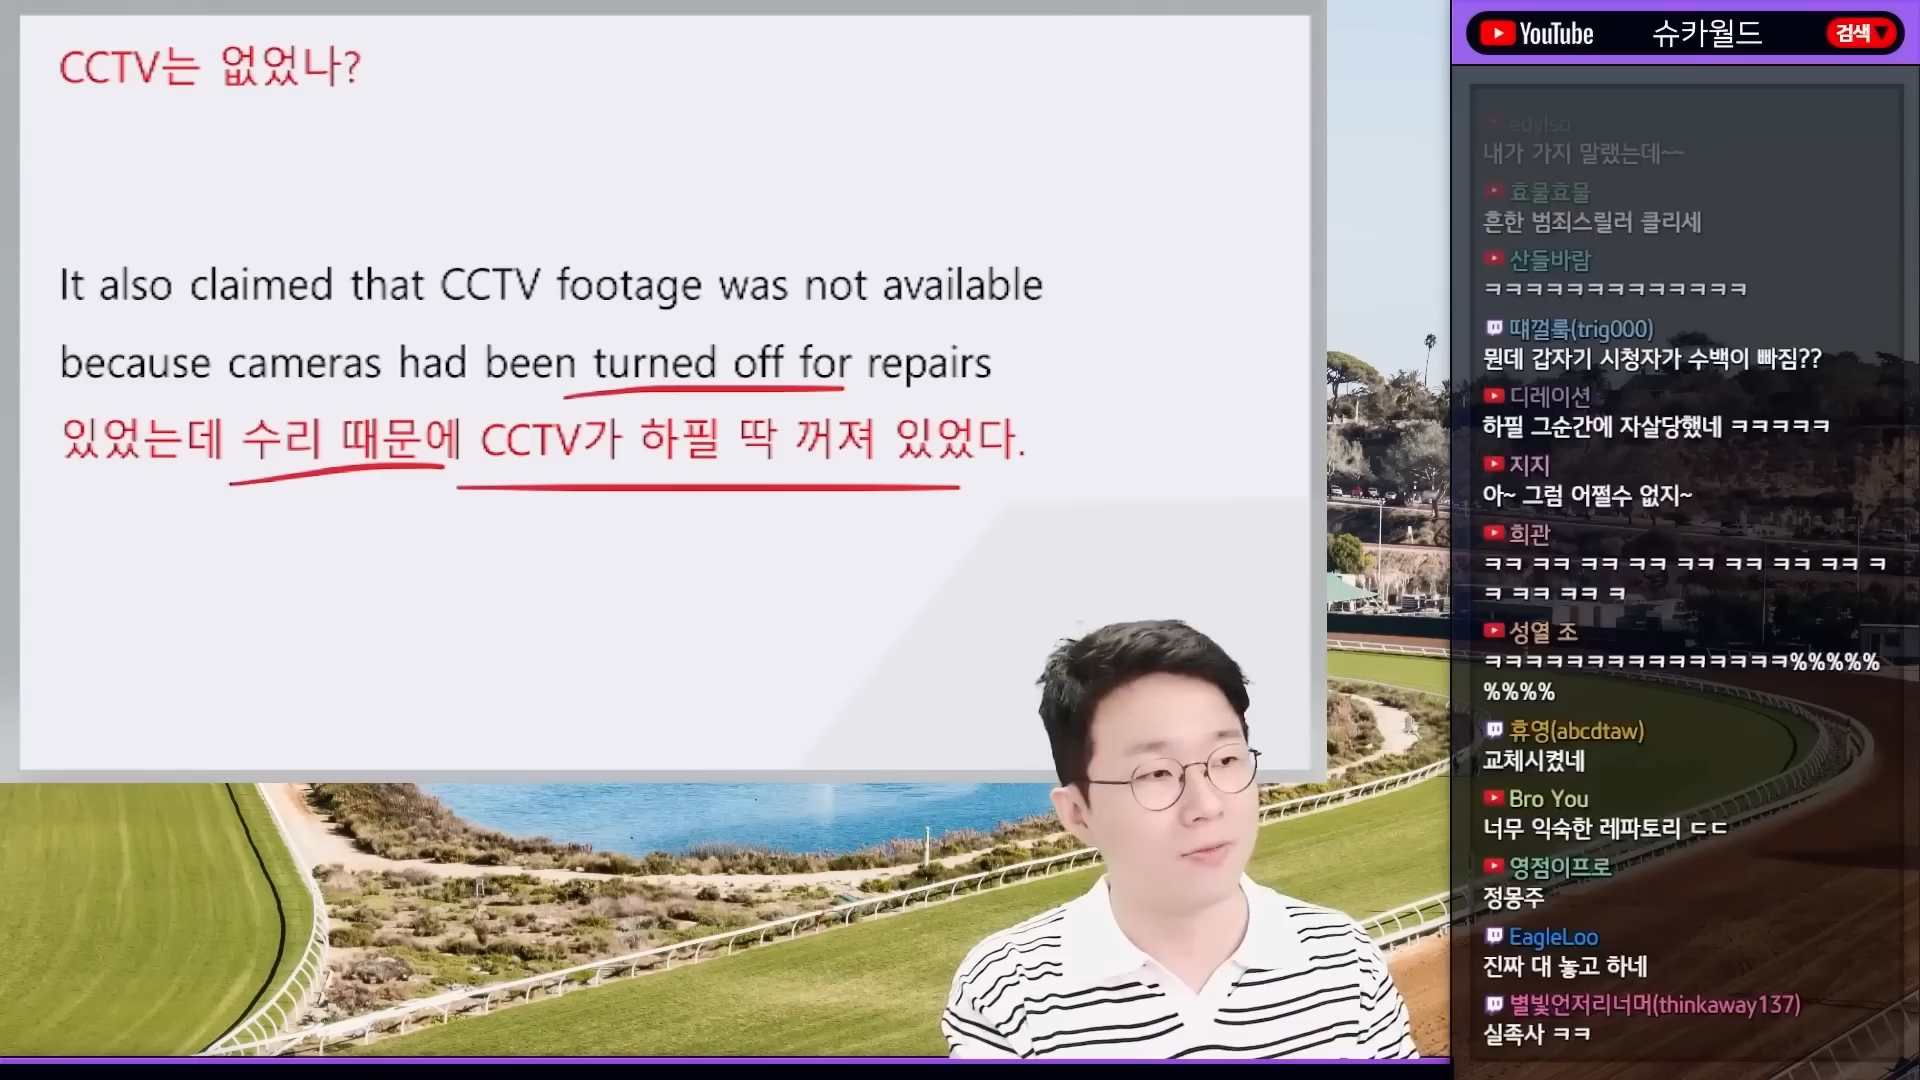 CCTV는 없었나?
It also claimed that CCTV footage was not available
because cameras had been turned off for repairs
있었는데 수리 때문에 CCTV가 하필 딱 꺼져 있었다.
YouTube 슈카월드 검색
edylso
내가 가지 말랬는데~~
효물효물
흔한 범죄스릴러 클리세
산들바람
ㅋㅋㅋㅋㅋㅋㅋㅋㅋㅋㅋㅋㅋ
떄껄룩(trig000)
뭔데 갑자기 시청자가 수백이 빠짐??
디레이션
하필 그순간에 자살당했네 ㅋㅋㅋㅋㅋ
지지
아~ 그럼 어쩔수 없지~
희관
ㅋㅋ ㅋㅋ ㅋㅋ ㅋㅋ ㅋㅋ ㅋㅋ ㅋㅋ ㅋㅋ ㅋ
ㅋ ㅋㅋ ㅋㅋ ㅋ
성열 조
ㅋㅋㅋㅋㅋㅋㅋㅋㅋㅋㅋㅋㅋㅋㅋ%%%%%
%%%%
휴영(abcdtaw)
교체시켰네
Bro You
너무 익숙한 레파토리 ㄷㄷ
영점이프로
정몽주
EagleLoo
진짜 대 놓고 하네
별빛언저리너머(thinkaway137)
실족사 ㅋㅋ